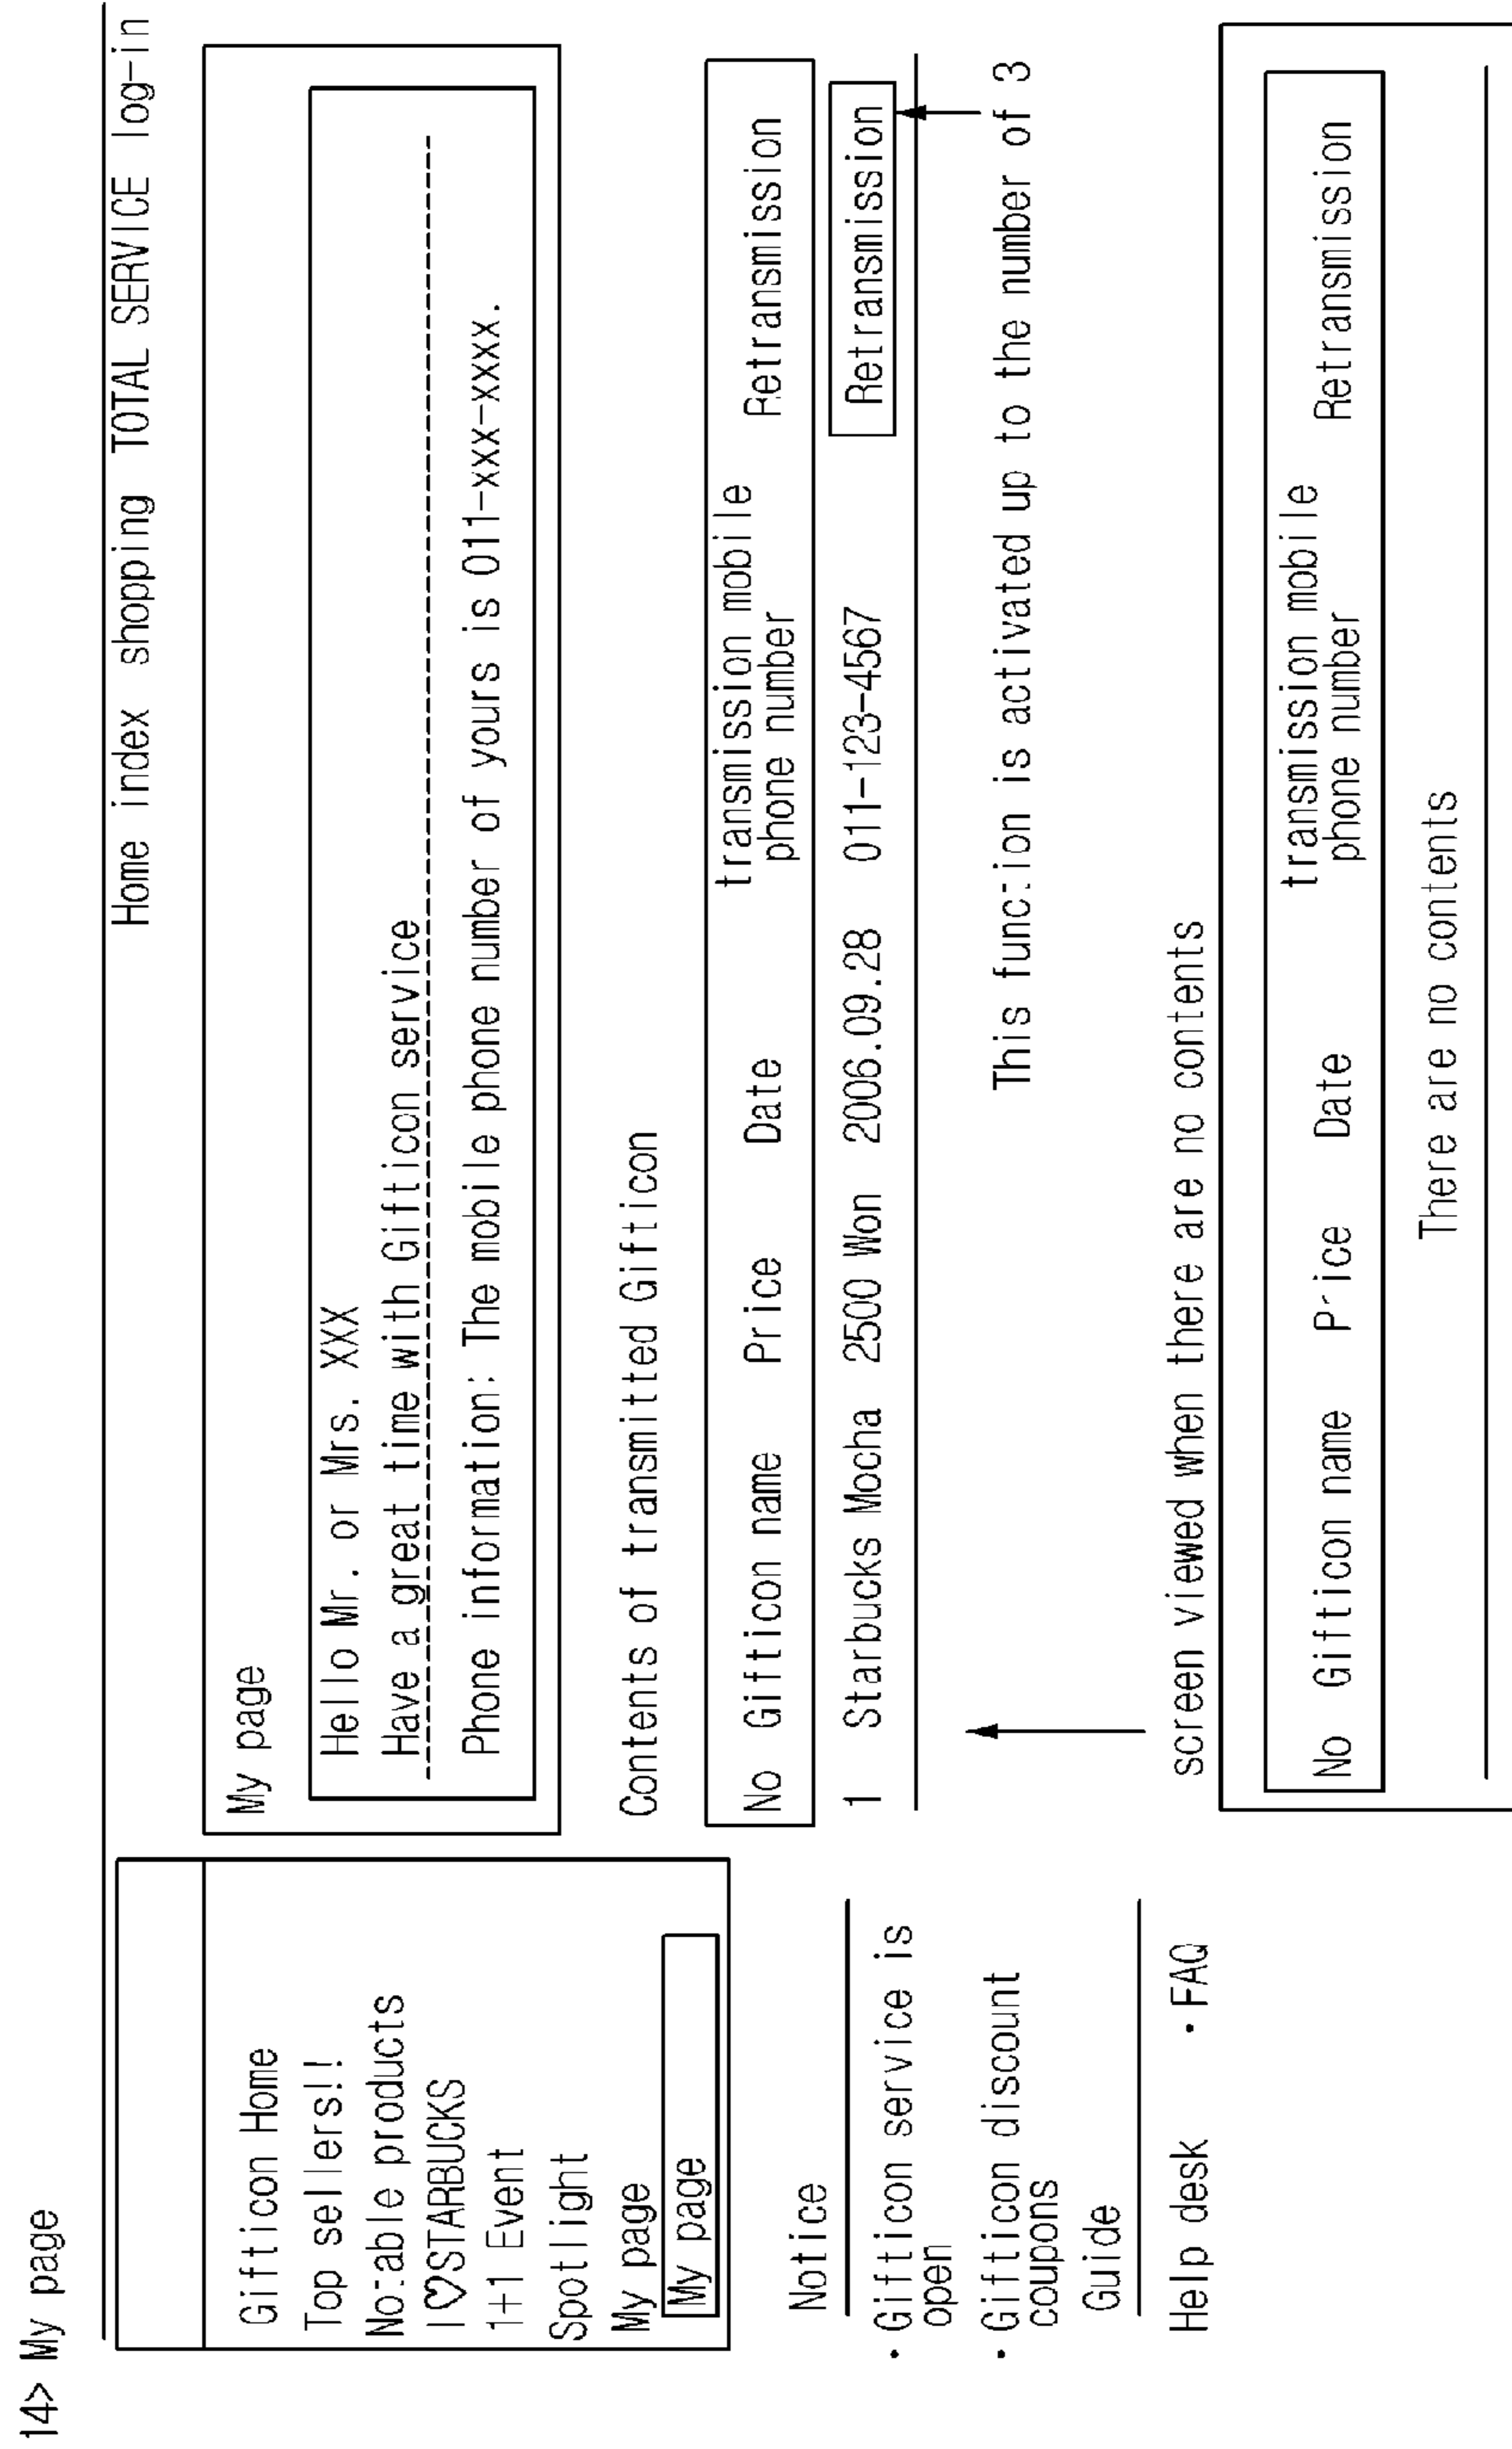 14> My page
Home index shopping TOTAL SERVICE log-in
Gifticon Home
Top sellers!!
Notable products
I♡STARBUCKS
1+1 Event
Spotlight
My page
My page
Notice
• Gifticon service is
open
• Gifticon discount
coupons
Guide
Help desk • FAQ
My page
Hello Mr. or Mrs. XXX
Have a great time with Gifticon service
Phone information: The mobile phone number of yours is 011-xxx-xxxx.
Contents of transmitted Gifticon
No Gifticon name Price Date transmission mobile phone number Retransmission
1 Starbucks Mocha 2500 Won 2006.09.28 011-123-4567 Retransmission
This function is activated up to the number of 3
screen viewed when there are no contents
No Gifticon name Price Date transmission mobile phone number Retransmission
There are no contents